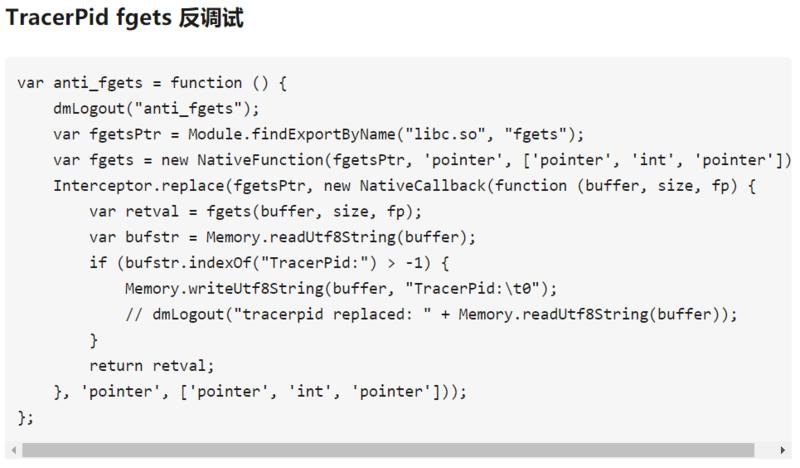 TracerPid fgets 反调试
var anti_fgets = function () {
    dmLogout("anti_fgets");
    var fgetsPtr = Module.findExportByName("libc.so", "fgets");
    var fgets = new NativeFunction(fgetsPtr, 'pointer', ['pointer', 'int', 'pointer'])
    Interceptor.replace(fgetsPtr, new NativeCallback(function (buffer, size, fp) {
        var retval = fgets(buffer, size, fp);
        var bufstr = Memory.readUtf8String(buffer);
        if (bufstr.indexOf("TracerPid:") > -1) {
            Memory.writeUtf8String(buffer, "TracerPid:\t0");
            // dmLogout("tracerpid replaced: " + Memory.readUtf8String(buffer));
        }
        return retval;
    }, 'pointer', ['pointer', 'int', 'pointer']));
};